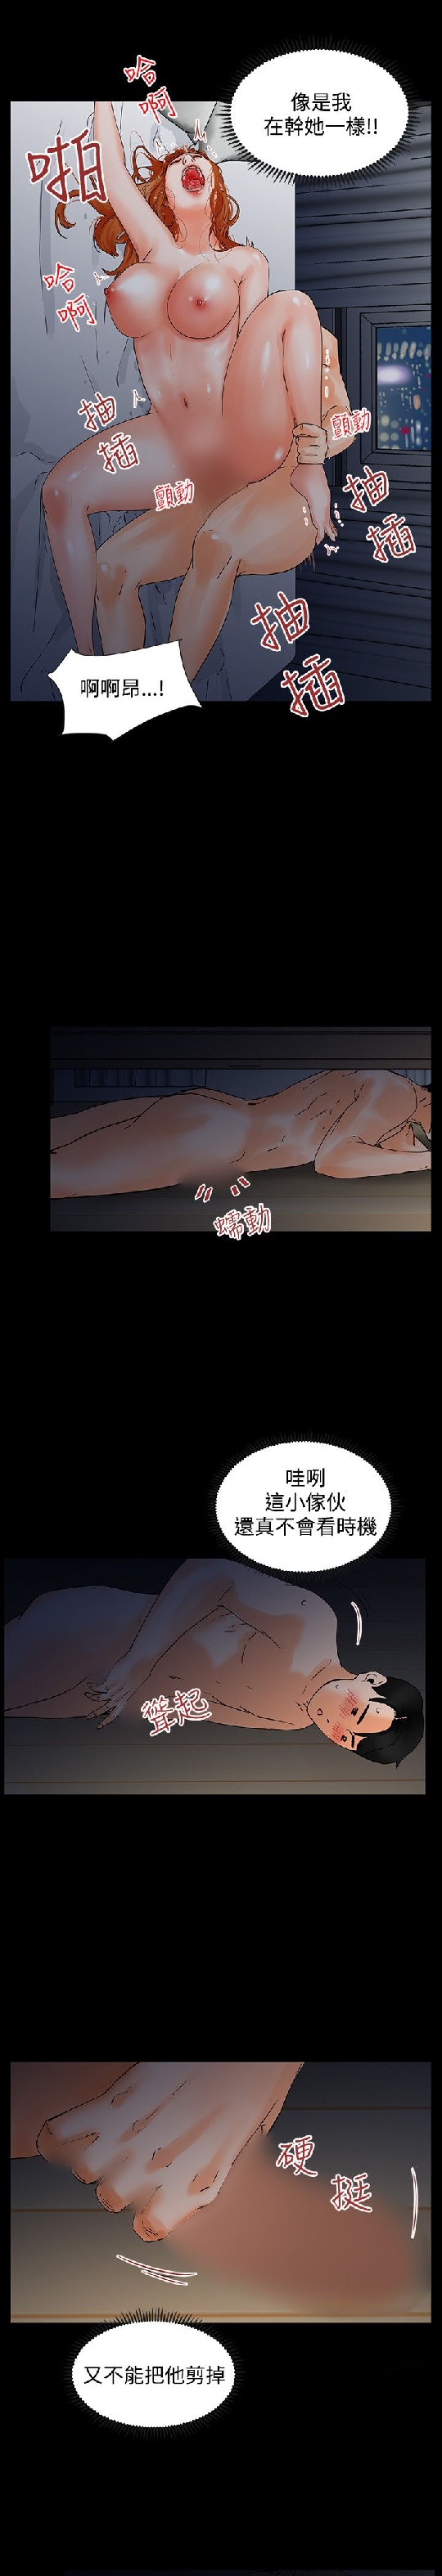 哈
啊
像是我
在幹她一樣!!
啪
哈
啊
抽
插
顫動
顫動
抽
插
抽
插
啊啊昂...!
蠕動
哇咧
這小傢伙
還真不會看時機
聳起
硬
挺
又不能把他剪掉